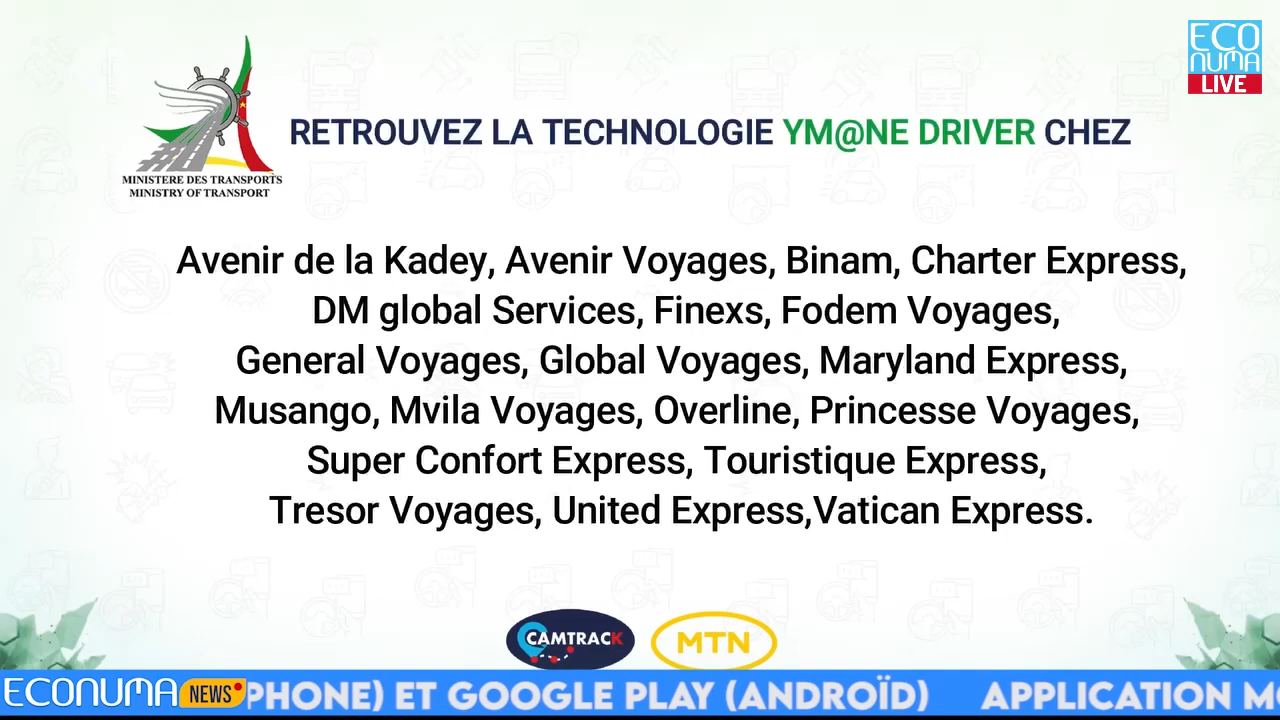 ECO
NUMA
LIVE
RETROUVEZ LA TECHNOLOGIE YM@NE DRIVER CHEZ
MINISTERE DES TRANSPORTS
MINISTRY OF TRANSPORT
Avenir de la Kadey, Avenir Voyages, Binam, Charter Express,
DM global Services, Finexs, Fodem Voyages,
General Voyages, Global Voyages, Maryland Express,
Musango, Mvila Voyages, Overline, Princesse Voyages,
Super Confort Express, Touristique Express,
Tresor Voyages, United Express,Vatican Express.
CAMTRACK
MTN
ECONUMA NEWS PHONE) ET GOOGLE PLAY (ANDROÏD) APPLICATION